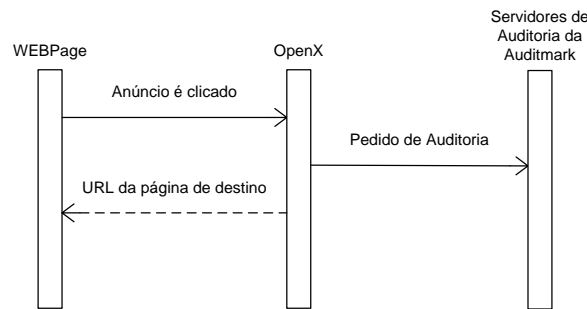 Servidores de
Auditoria da
Auditmark
WEBPage
OpenX
Anúncio é clicado
Pedido de Auditoria
URL da página de destino